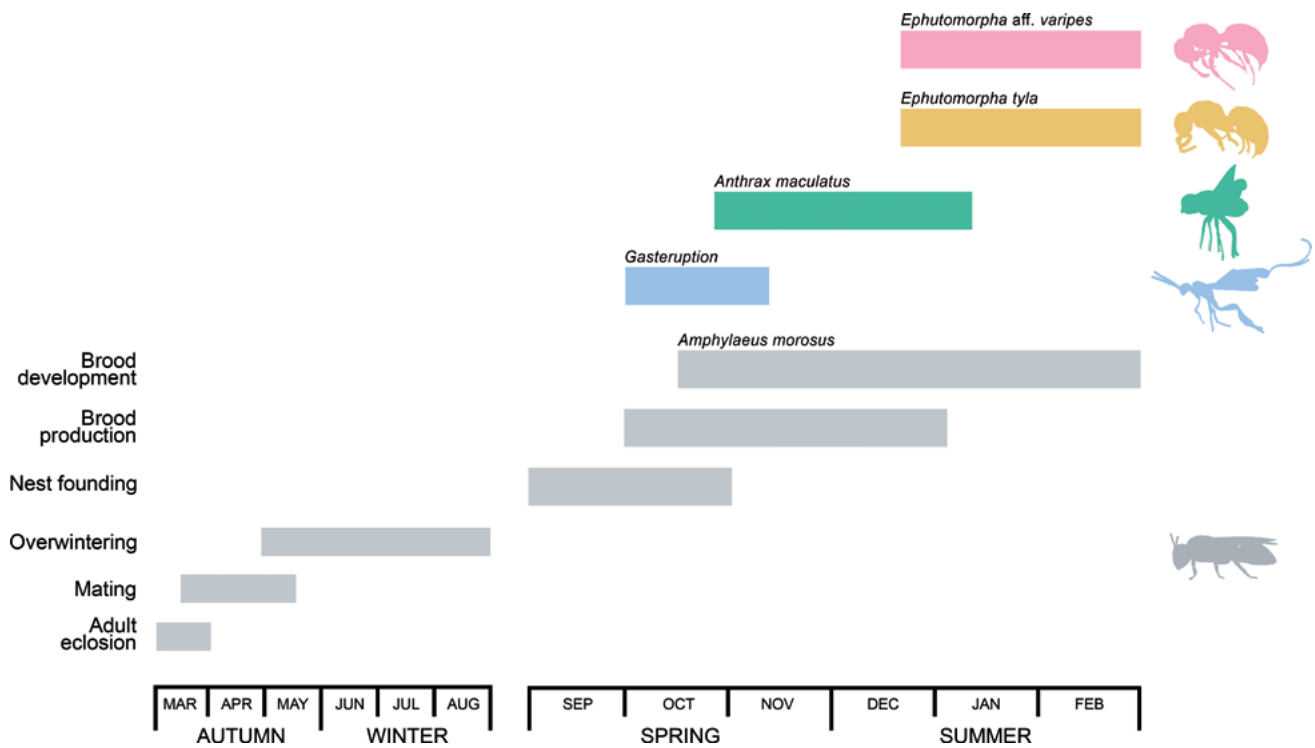 Ephutomorpha aff. varipes
Ephutomorpha tyla
Anthrax maculatus
Gasteruption
Amphylaeus morosus
Brood
development
Brood
production
Nest founding
Overwintering
Mating
Adult
eclosion
MAR APR MAY JUN JUL AUG SEP OCT NOV DEC JAN FEB
AUTUMN WINTER SPRING SUMMER